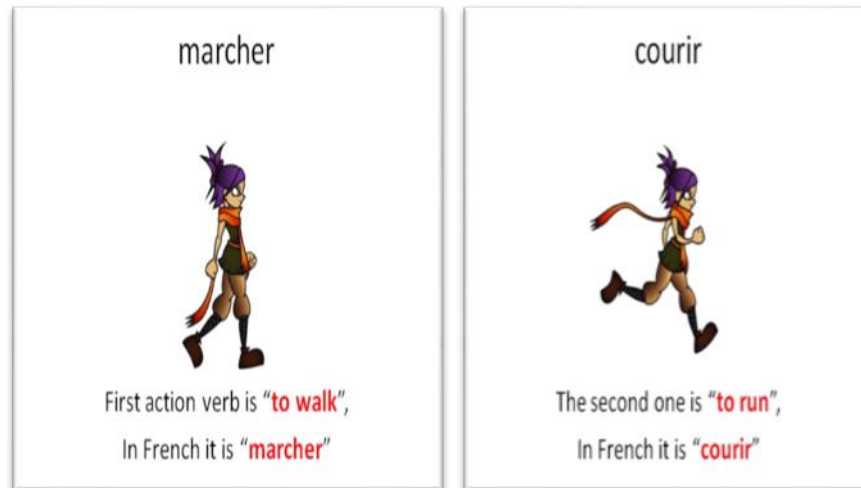 marcher
First action verb is “to walk”,
In French it is “marcher”
courir
The second one is “to run”,
In French it is “courir”